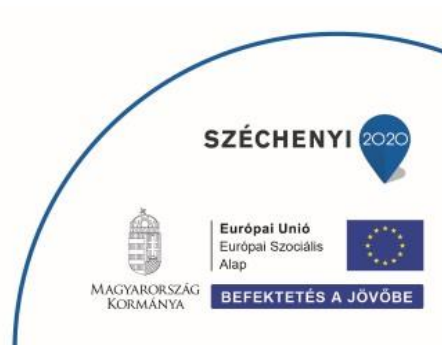 SZÉCHENYI 2020
Európai Unió
Európai Szociális
Alap
MAGYARORSZÁG
KORMÁNYA
BEFEKTETÉS A JÖVŐBE